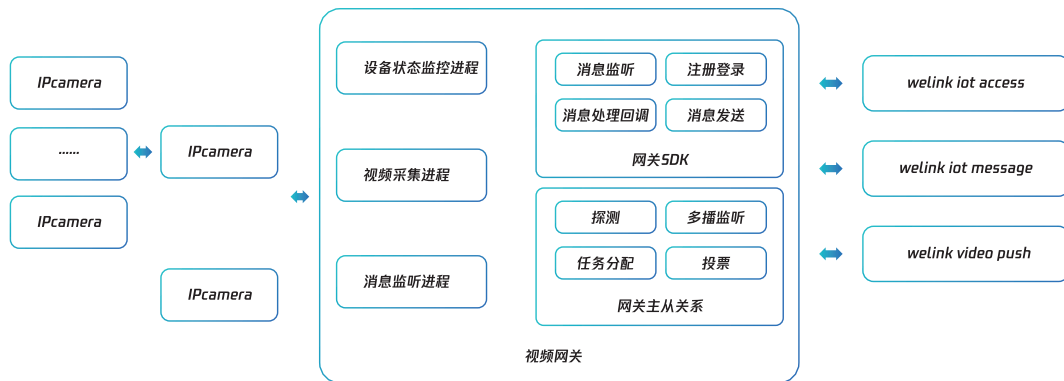 IPcamera
......
IPcamera
IPcamera
IPcamera
设备状态监控进程
视频采集进程
消息监听进程
消息监听
注册登录
消息处理回调
消息发送
网关SDK
探测
多播监听
任务分配
投票
网关主从关系
视频网关
welink iot access
welink iot message
welink video push